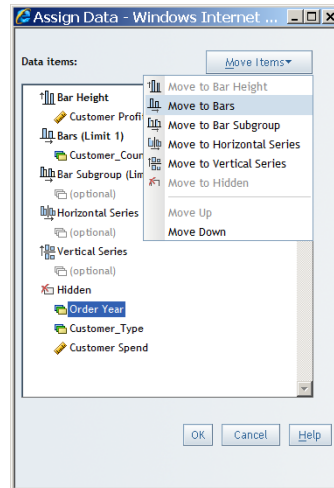 Assign Data - Windows Internet ...
Data items:
Move Items
Bar Height
Customer Profi
Bars (Limit 1)
Customer_Coun
Bar Subgroup (Lim
(optional)
Horizontal Series
(optional)
Vertical Series
(optional)
Hidden
Order Year
Customer_Type
Customer Spend
Move to Bar Height
Move to Bars
Move to Bar Subgroup
Move to Horizontal Series
Move to Vertical Series
Move to Hidden
Move Up
Move Down
OK
Cancel
Help